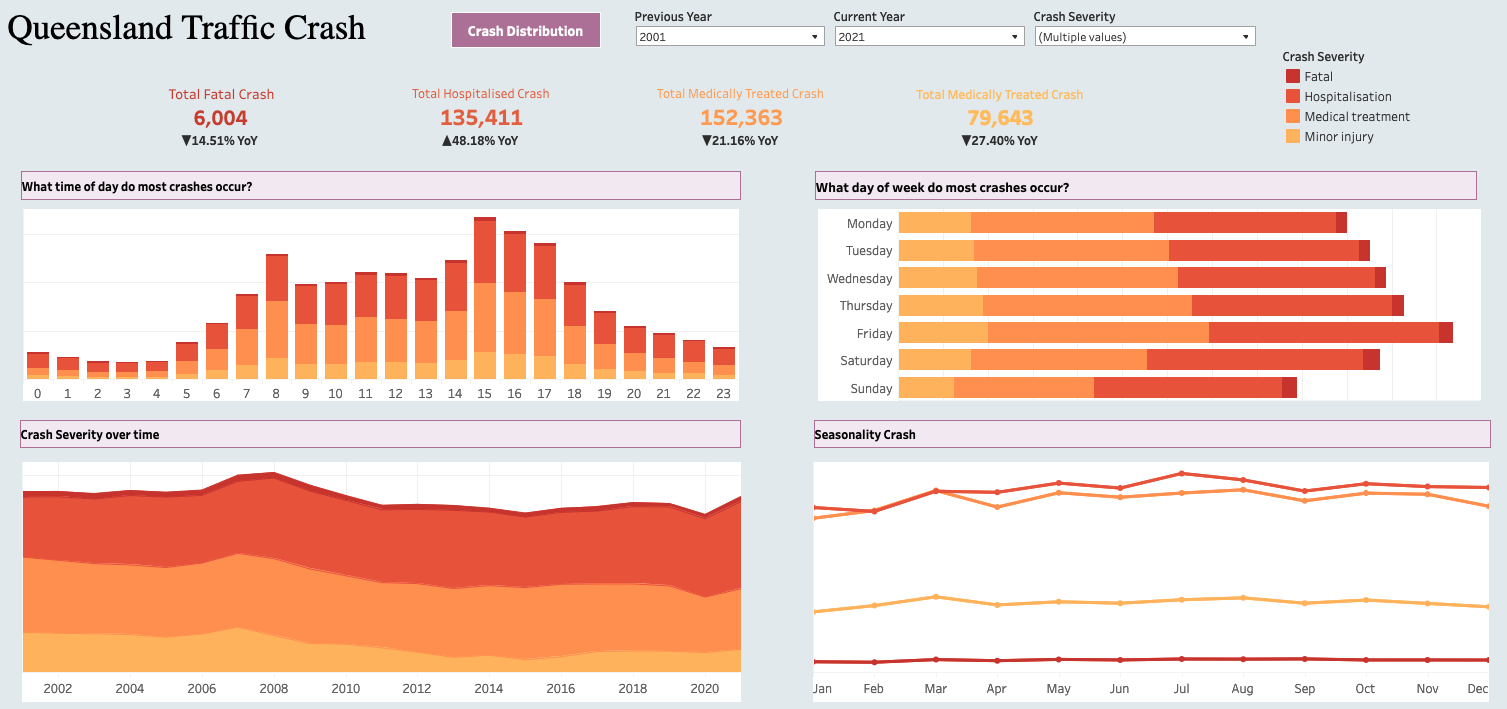 Queensland Traffic Crash
Crash Distribution
Previous Year
2001
Current Year
2021
Crash Severity
(Multiple values)
Crash Severity
Fatal
Hospitalisation
Medical treatment
Minor injury
Total Fatal Crash
6,004
▼14.51% YoY
Total Hospitalised Crash
135,411
▲48.18% YoY
Total Medically Treated Crash
152,363
▼21.16% YoY
Total Medically Treated Crash
79,643
▼27.40% YoY
What time of day do most crashes occur?
0 1 2 3 4 5 6 7 8 9 10 11 12 13 14 15 16 17 18 19 20 21 22 23
What day of week do most crashes occur?
Monday
Tuesday
Wednesday
Thursday
Friday
Saturday
Sunday
Crash Severity over time
2002 2004 2006 2008 2010 2012 2014 2016 2018 2020
Seasonality Crash
Jan Feb Mar Apr May Jun Jul Aug Sep Oct Nov Dec